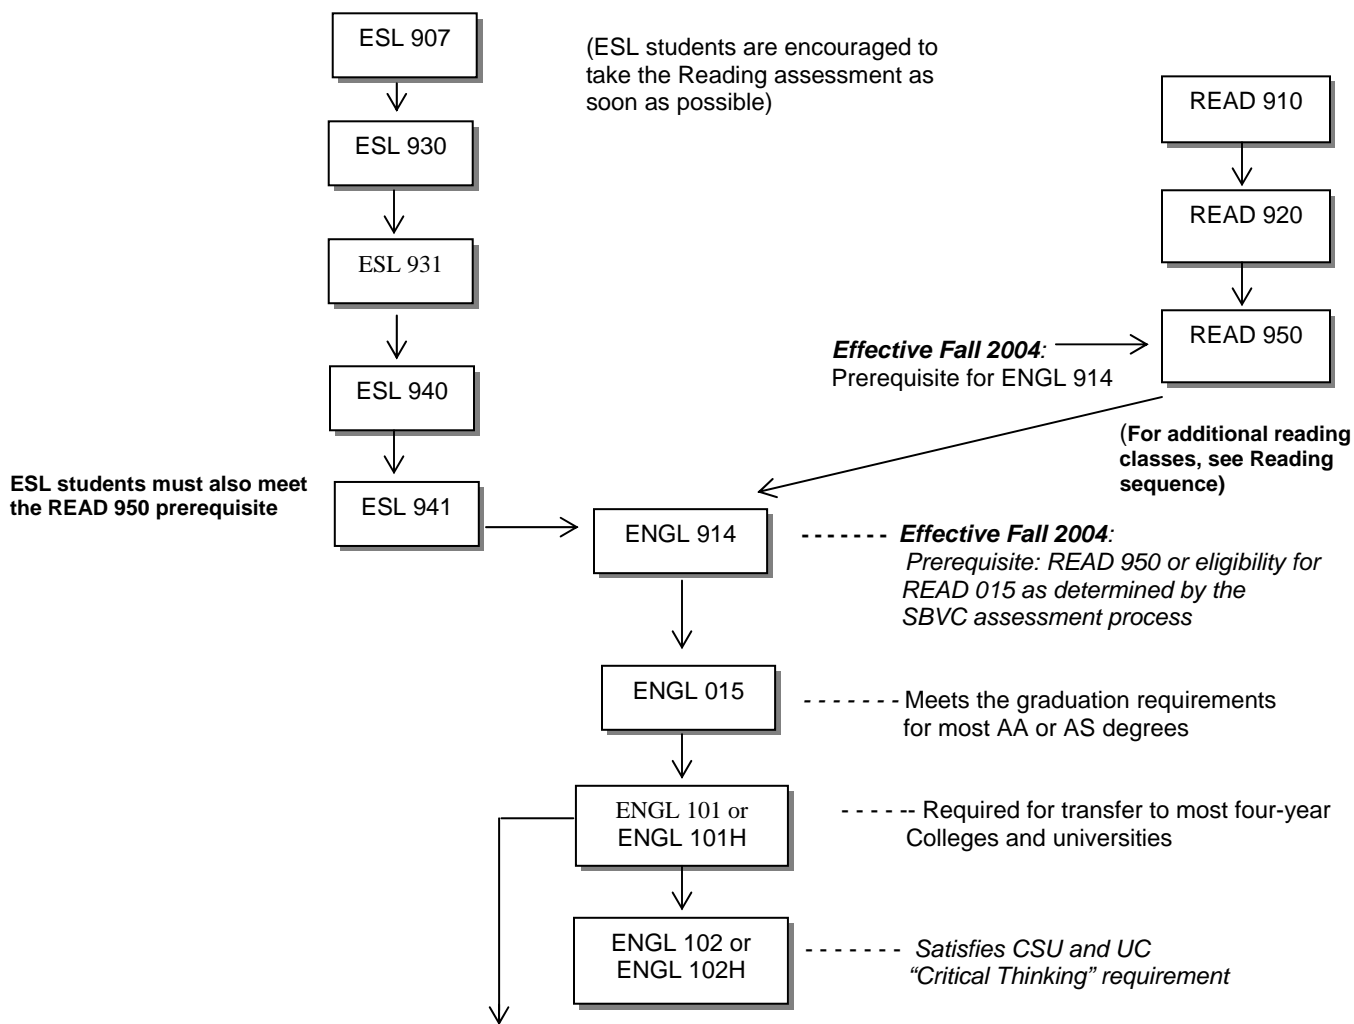 ESL 907
(ESL students are encouraged to
take the Reading assessment as
soon as possible)
READ 910
ESL 930
READ 920
ESL 931
READ 950
Effective Fall 2004:
Prerequisite for ENGL 914
ESL 940
(For additional reading
classes, see Reading
sequence)
ESL students must also meet
the READ 950 prerequisite
ESL 941
ENGL 914
------- Effective Fall 2004:
Prerequisite: READ 950 or eligibility for
READ 015 as determined by the
SBVC assessment process
ENGL 015
- - - - - - - Meets the graduation requirements
for most AA or AS degrees
ENGL 101 or
ENGL 101H
- - - - -- Required for transfer to most four-year
Colleges and universities
ENGL 102 or
ENGL 102H
- - - - - - - Satisfies CSU and UC
“Critical Thinking” requirement